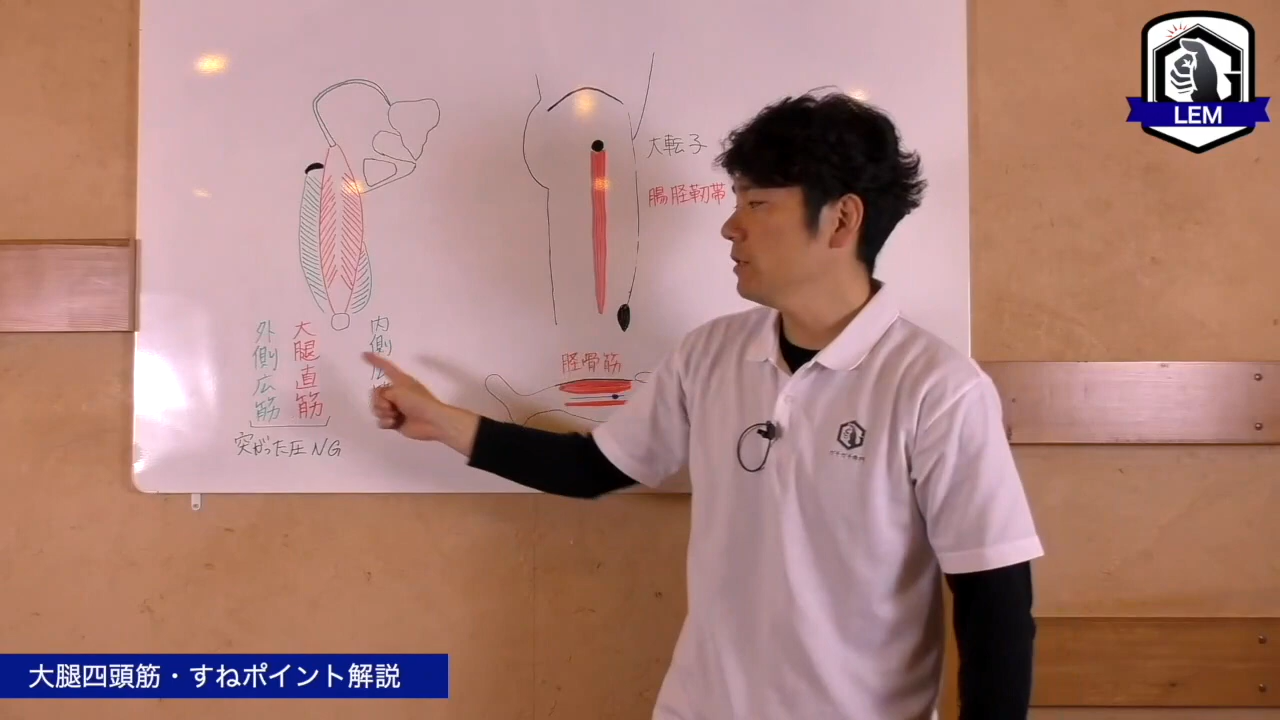 LEM
大転子
腸脛靭帯
外側広筋
大腿直筋
内側広
突がった圧NG
脛骨筋
大腿四頭筋・すねポイント解説